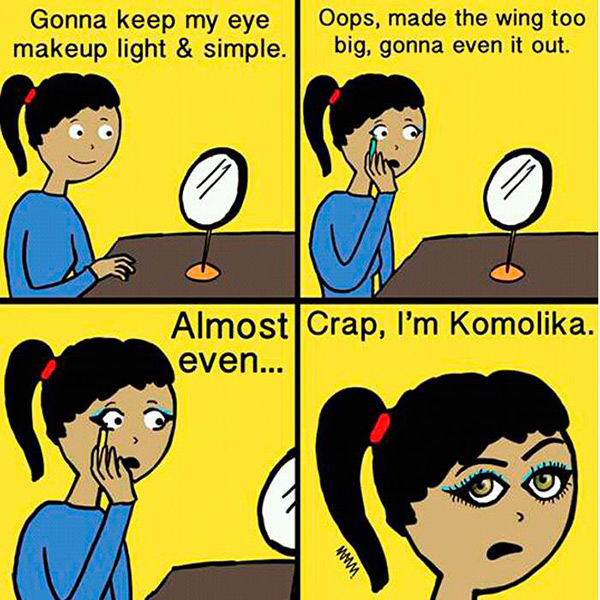 Gonna keep my eye
makeup light & simple.
Oops, made the wing too
big, gonna even it out.
Almost
even...
Crap, I'm Komolika.